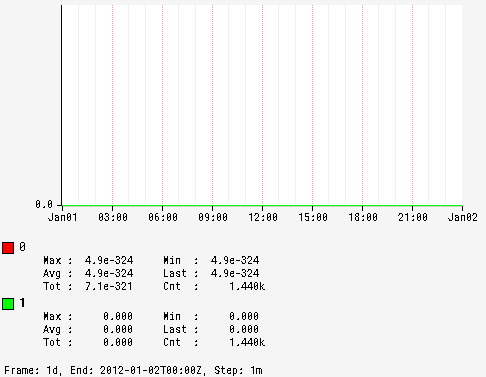 0.0
Jan01 03:00 06:00 09:00 12:00 15:00 18:00 21:00 Jan02
0
Max : 4.9e-324 Min : 4.9e-324
Avg : 4.9e-324 Last : 4.9e-324
Tot : 7.1e-321 Cnt : 1.440k
1
Max : 0.000 Min : 0.000
Avg : 0.000 Last : 0.000
Tot : 0.000 Cnt : 1.440k
Frame: 1d, End: 2012-01-02T00:00Z, Step: 1m